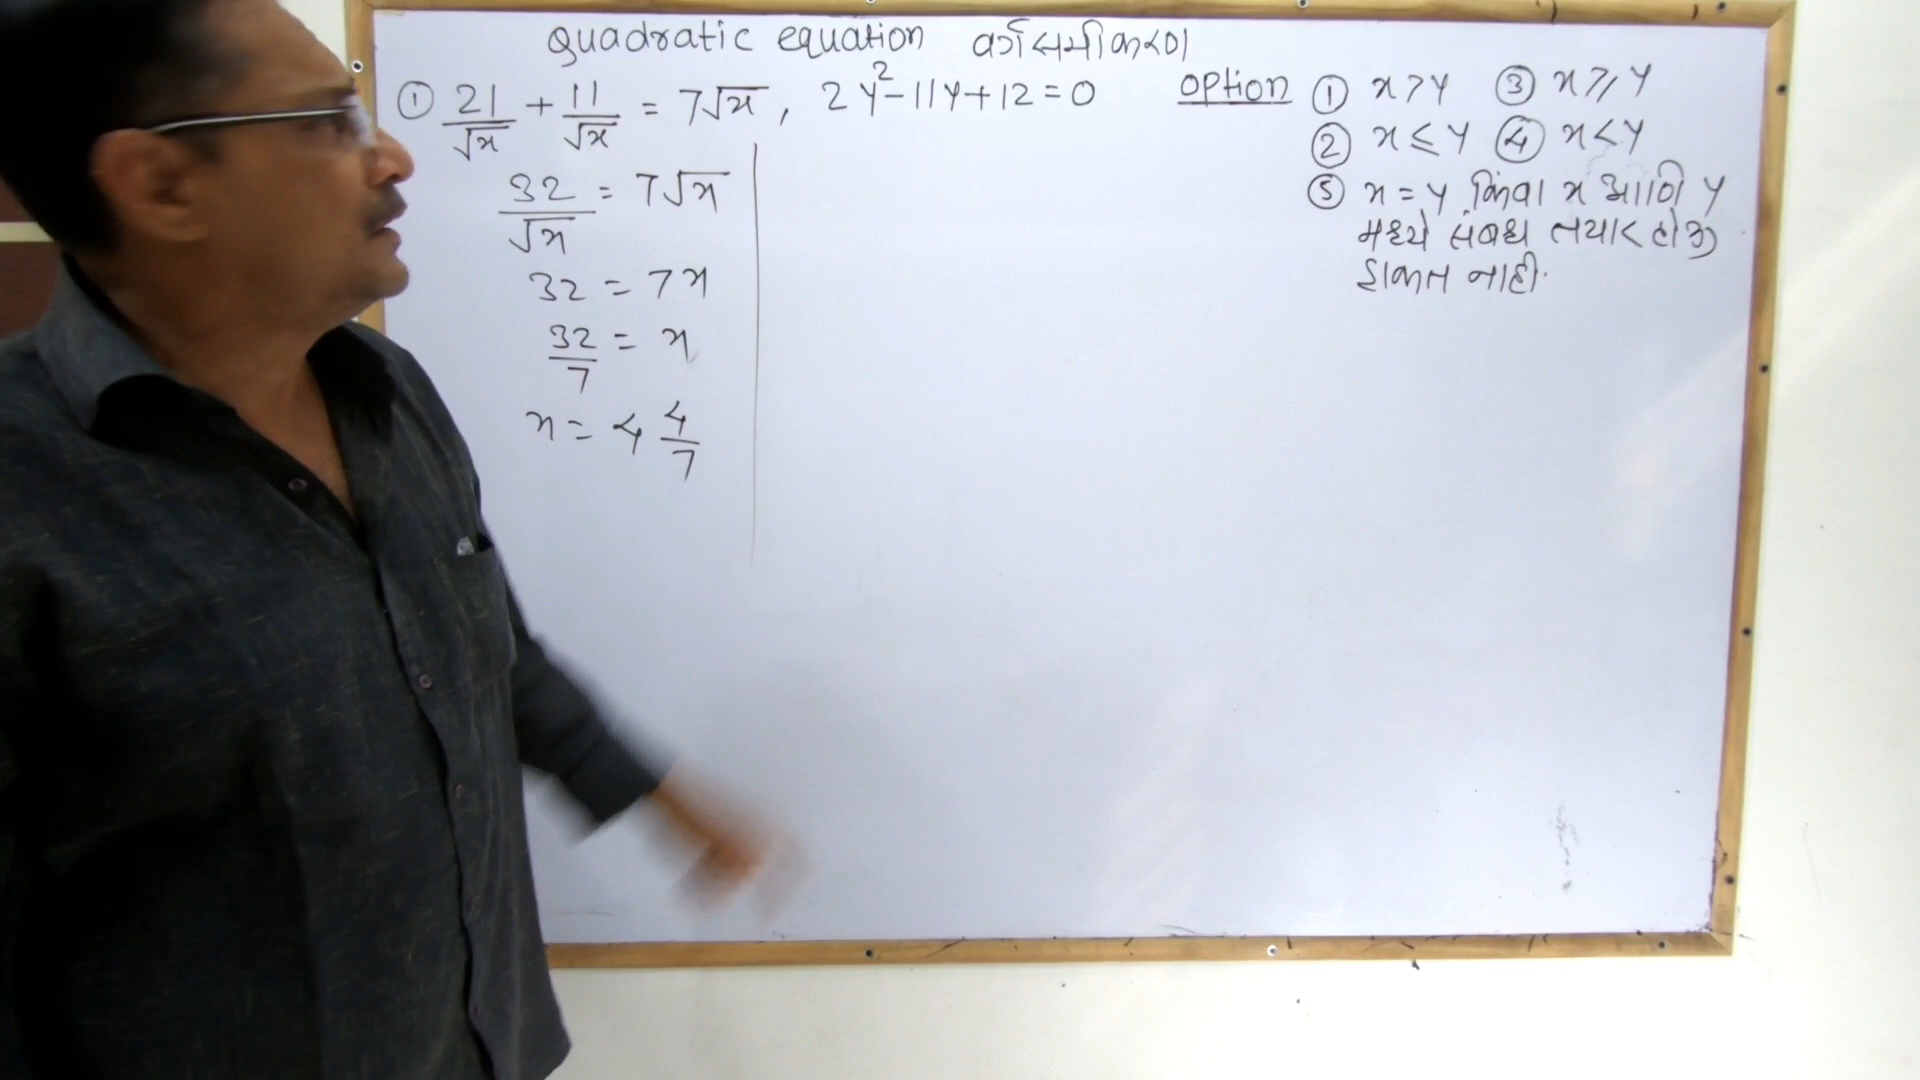 Quadratic equation वर्ग समीकरण
① 21/√x + 11/√x = 7√x, 2y²-11y+12=0
32/√x = 7√x
32 = 7x
32/7 = x
x = 4 4/7
option ① x>y ③ x⩾y
② x≤y ④ x<y
⑤ x=y किंवा x आणि y
मध्ये संबंध तयार होऊ
शकत नाही.